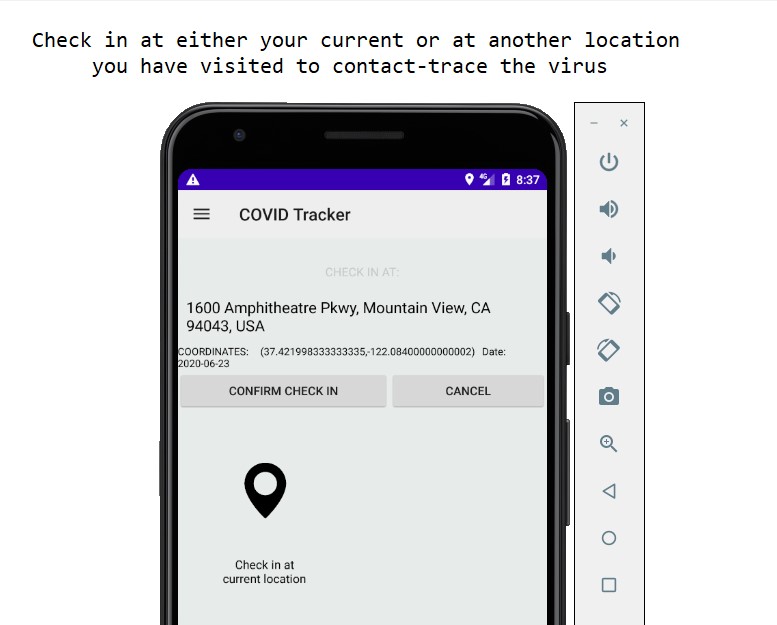 Check in at either your current or at another location
you have visited to contact-trace the virus
4G 8:37
COVID Tracker
CHECK IN AT:
1600 Amphitheatre Pkwy, Mountain View, CA
94043, USA
COORDINATES: (37.421998333333335,-122.08400000000002) Date:
2020-06-23
CONFIRM CHECK IN CANCEL
Check in at
current location